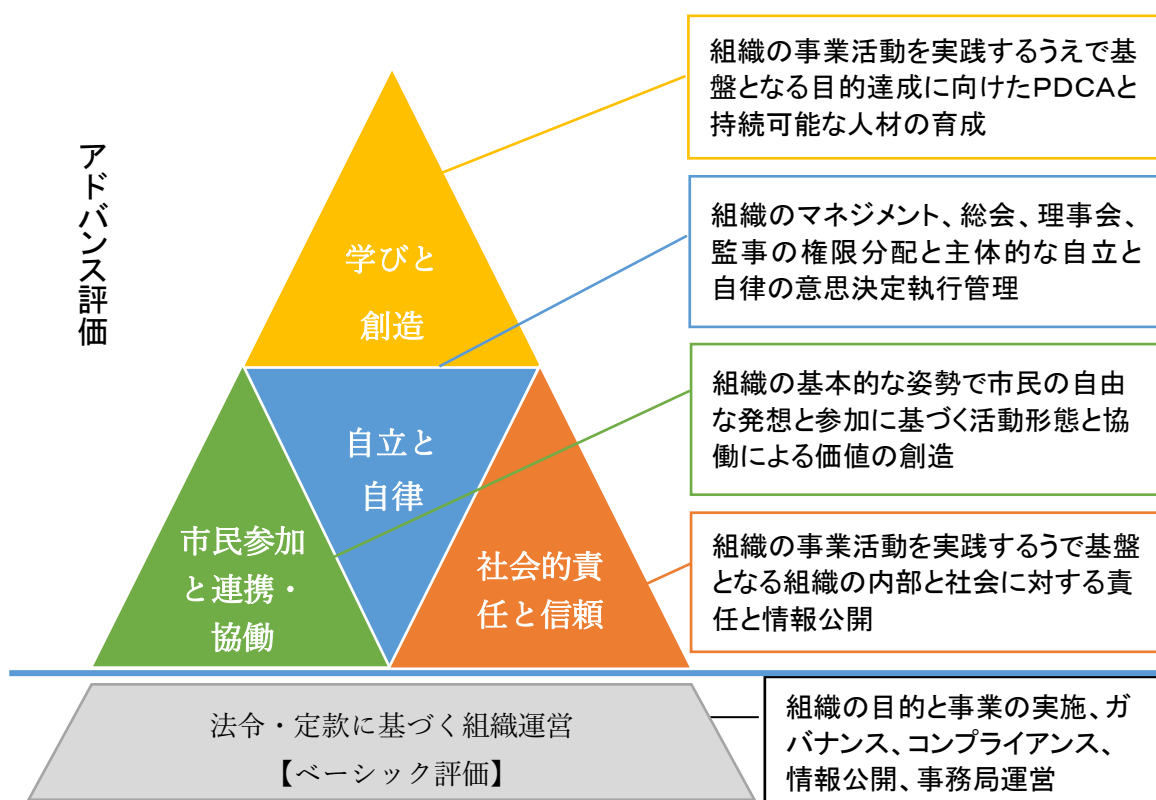 アドバンス評価
学びと
創造
自立と
自律
市民参加
と連携・
協働
社会的責
任と信頼
法令・定款に基づく組織運営
【ベーシック評価】
組織の事業活動を実践するうえで基
盤となる目的達成に向けたPDCAと
持続可能な人材の育成
組織のマネジメント、総会、理事会、
監事の権限分配と主体的な自立と
自律の意思決定執行管理
組織の基本的な姿勢で市民の自由
な発想と参加に基づく活動形態と協
働による価値の創造
組織の事業活動を実践するうで基盤
となる組織の内部と社会に対する責
任と情報公開
組織の目的と事業の実施、ガ
バナンス、コンプライアンス、
情報公開、事務局運営